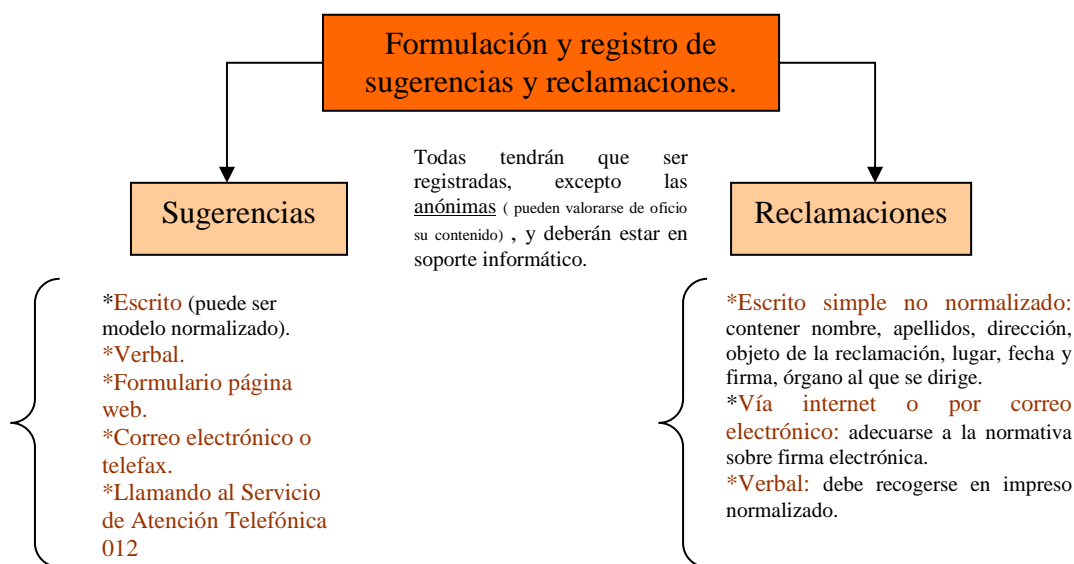 Formulación y registro de
sugerencias y reclamaciones.
Todas tendrán que ser
registradas, excepto las
anónimas ( pueden valorarse de oficio
su contenido) , y deberán estar en
soporte informático.
Sugerencias
Reclamaciones
*Escrito (puede ser
modelo normalizado).
*Verbal.
*Formulario página
web.
*Correo electrónico o
telefax.
*Llamando al Servicio
de Atención Telefónica
012
*Escrito simple no normalizado:
contener nombre, apellidos, dirección,
objeto de la reclamación, lugar, fecha y
firma, órgano al que se dirige.
*Vía internet o por correo
electrónico: adecuarse a la normativa
sobre firma electrónica.
*Verbal: debe recogerse en impreso
normalizado.